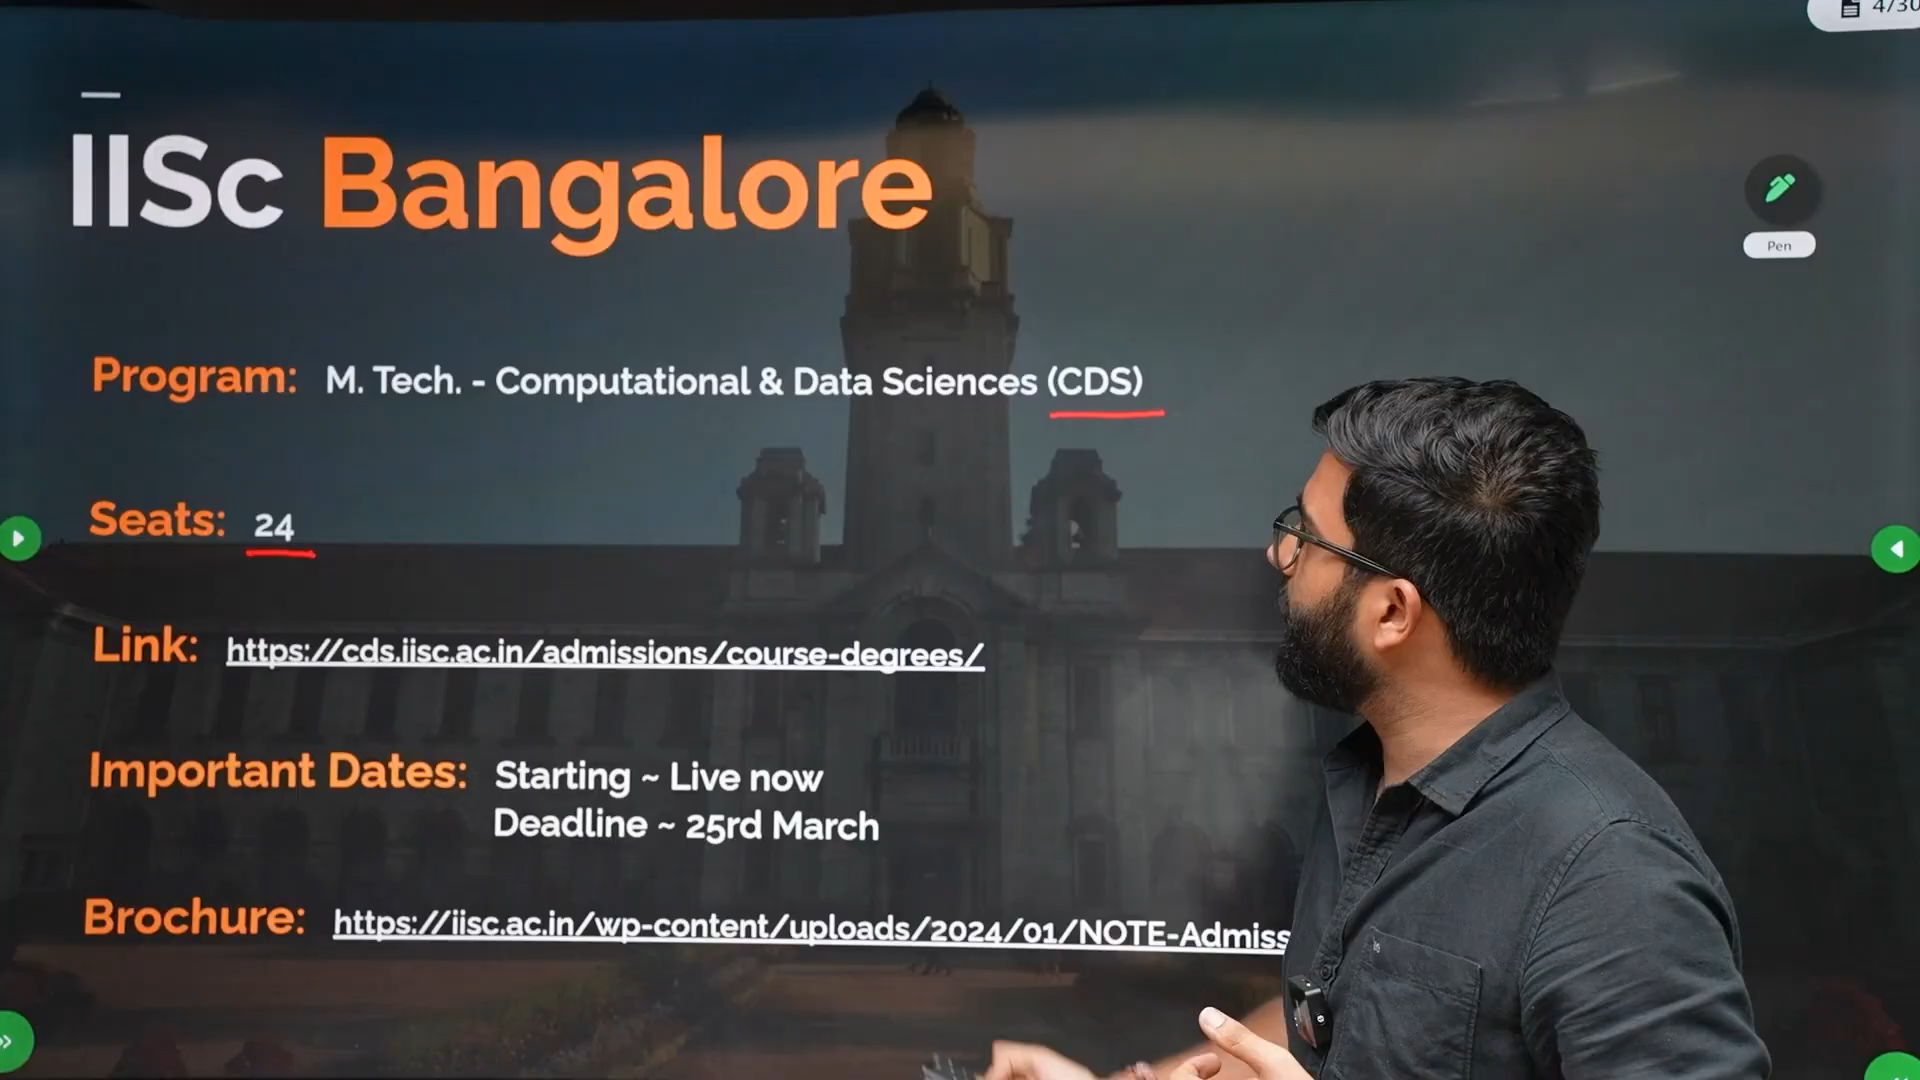 4/30
IISc Bangalore
Pen
Program: M. Tech. - Computational & Data Sciences (CDS)
Seats: 24
Link: https://cds.iisc.ac.in/admissions/course-degrees/
Important Dates: Starting ~ Live now
Deadline ~ 25rd March
Brochure: https://iisc.ac.in/wp-content/uploads/2024/01/NOTE-Admiss